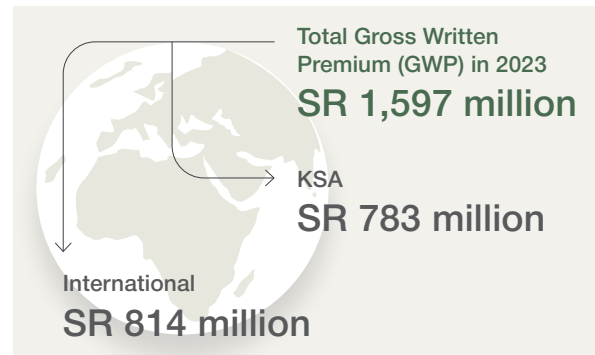 Total Gross Written
Premium (GWP) in 2023
SR 1,597 million
KSA
SR 783 million
International
SR 814 million